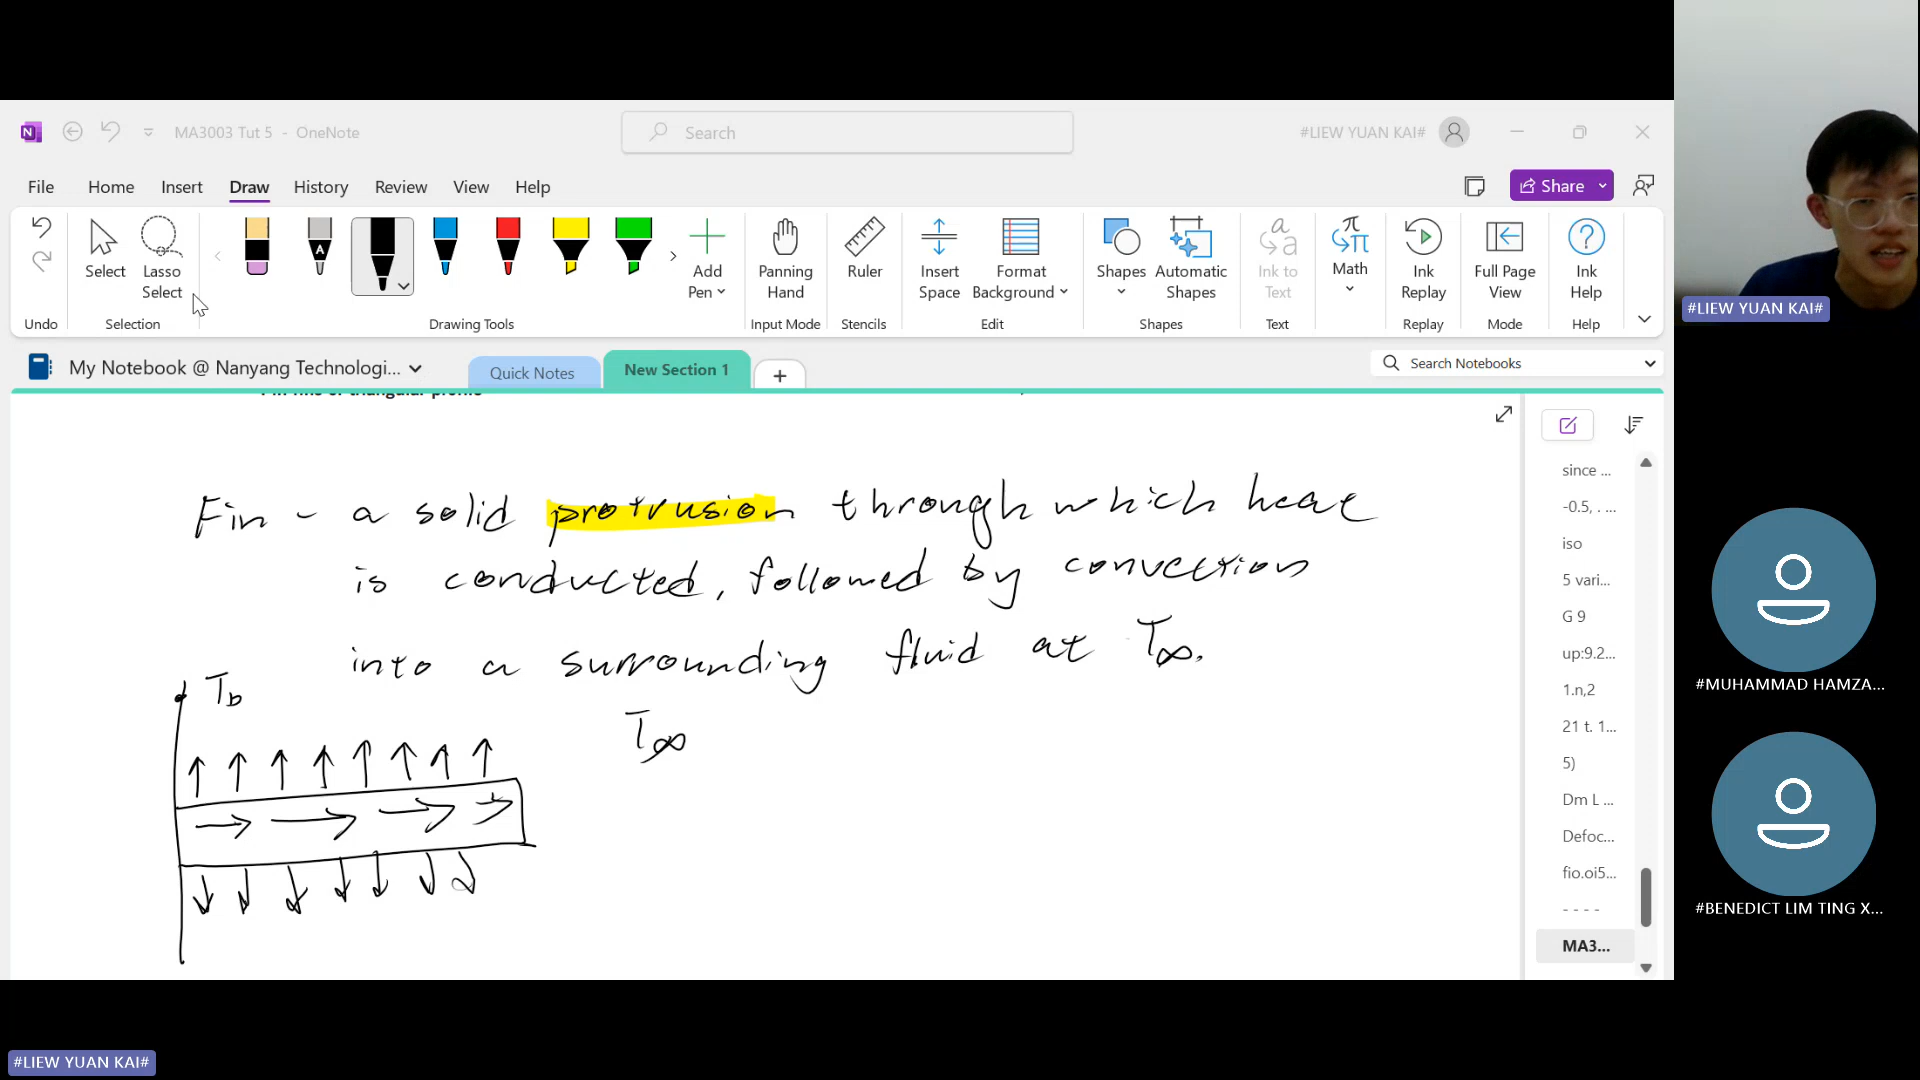 MA3003 Tut 5 - OneNote
Search
#LIEW YUAN KAI#
File Home Insert Draw History Review View Help
Share
Undo
Select
Lasso Select
Selection
Drawing Tools
Add Pen
Panning Hand
Input Mode
Ruler
Stencils
Insert Space
Format Background
Edit
Shapes
Automatic Shapes
Shapes
Ink to Text
Text
Math
Ink Replay
Replay
Full Page View
Mode
Ink Help
Help
#LIEW YUAN KAI#
My Notebook @ Nanyang Technologi...
Quick Notes
New Section 1
+
Search Notebooks
Fin - a solid protrusion through which heat
is conducted, followed by convection
into a surrounding fluid at T∞.
Tb
T∞
since ...
-0.5, . ...
iso
5 vari...
G 9
up:9.2...
1.n,2
21 t. 1...
5)
Dm L ...
Defoc...
fio.oi5...
- - - -
MA3...
#MUHAMMAD HAMZA...
#BENEDICT LIM TING X...
#LIEW YUAN KAI#